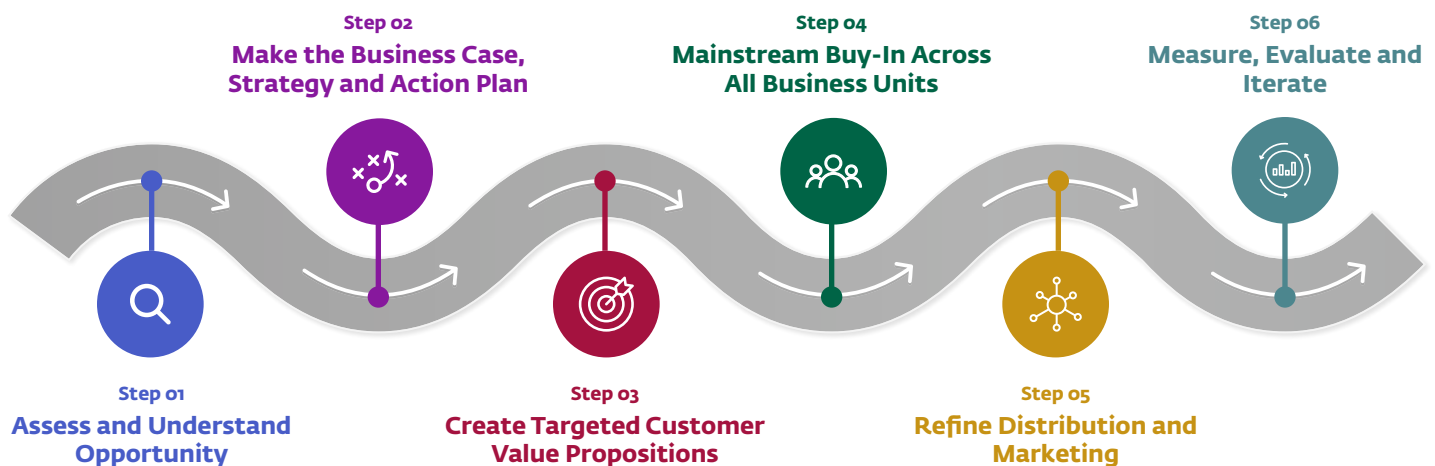 Step 01
Assess and Understand
Opportunity
Step 02
Make the Business Case,
Strategy and Action Plan
Step 03
Create Targeted Customer
Value Propositions
Step 04
Mainstream Buy-In Across
All Business Units
Step 05
Refine Distribution and
Marketing
Step 06
Measure, Evaluate and
Iterate